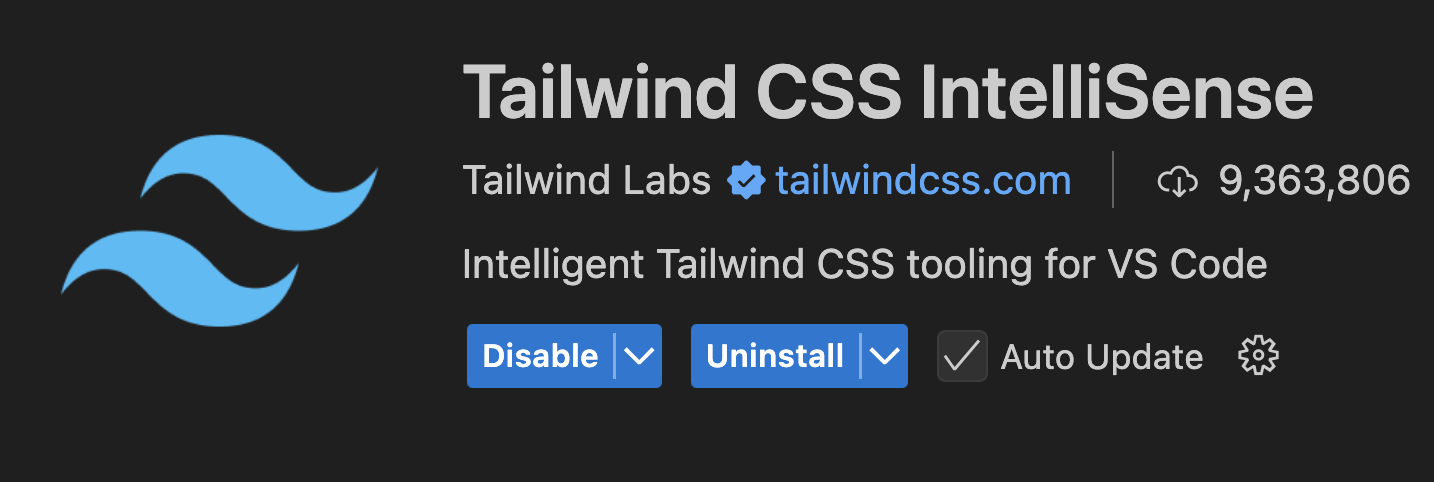 Tailwind CSS IntelliSense
Tailwind Labs tailwindcss.com 9,363,806
Intelligent Tailwind CSS tooling for VS Code
Disable Uninstall Auto Update